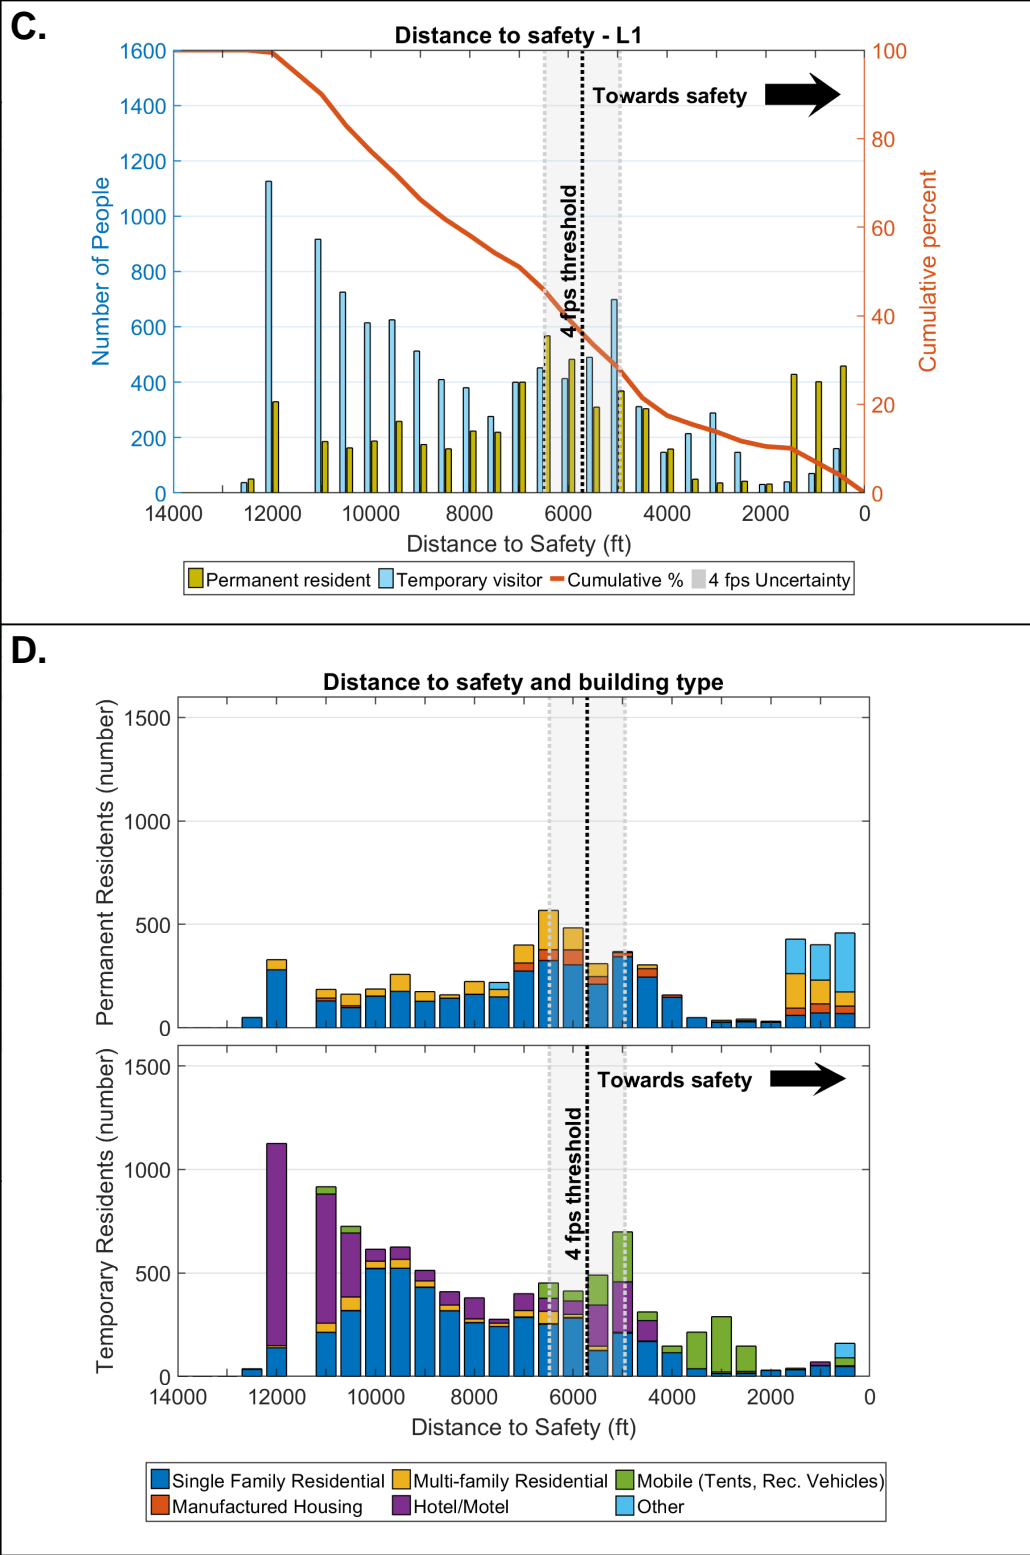 C.
Distance to safety - L1
1600
1400
1200
1000
800
600
400
200
0
Number of People
100
80
60
40
20
0
Cumulative percent
Towards safety
4 fps threshold
14000 12000 10000 8000 6000 4000 2000 0
Distance to Safety (ft)
Permanent resident Temporary visitor Cumulative % 4 fps Uncertainty
D.
Distance to safety and building type
1500
1000
500
0
Permanent Residents (number)
1500
1000
500
0
Temporary Residents (number)
Towards safety
4 fps threshold
14000 12000 10000 8000 6000 4000 2000 0
Distance to Safety (ft)
Single Family Residential Multi-family Residential Mobile (Tents, Rec. Vehicles)
Manufactured Housing Hotel/Motel Other